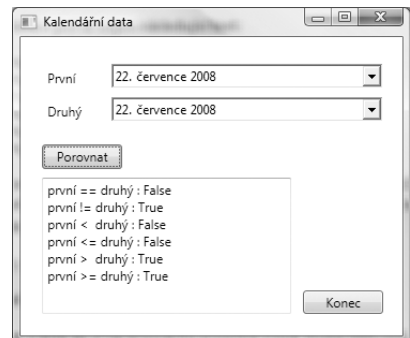 Kalendářní data
První 22. července 2008
Druhý 22. července 2008
Porovnat
první == druhý : False
první != druhý : True
první < druhý : False
první <= druhý : False
první > druhý : True
první >= druhý : True
Konec